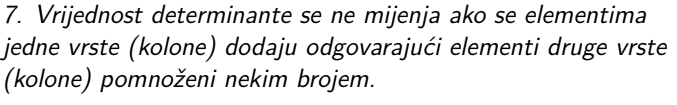 7. Vrijednost determinante se ne mijenja ako se elementima
jedne vrste (kolone) dodaju odgovarajući elementi druge vrste
(kolone) pomnoženi nekim brojem.